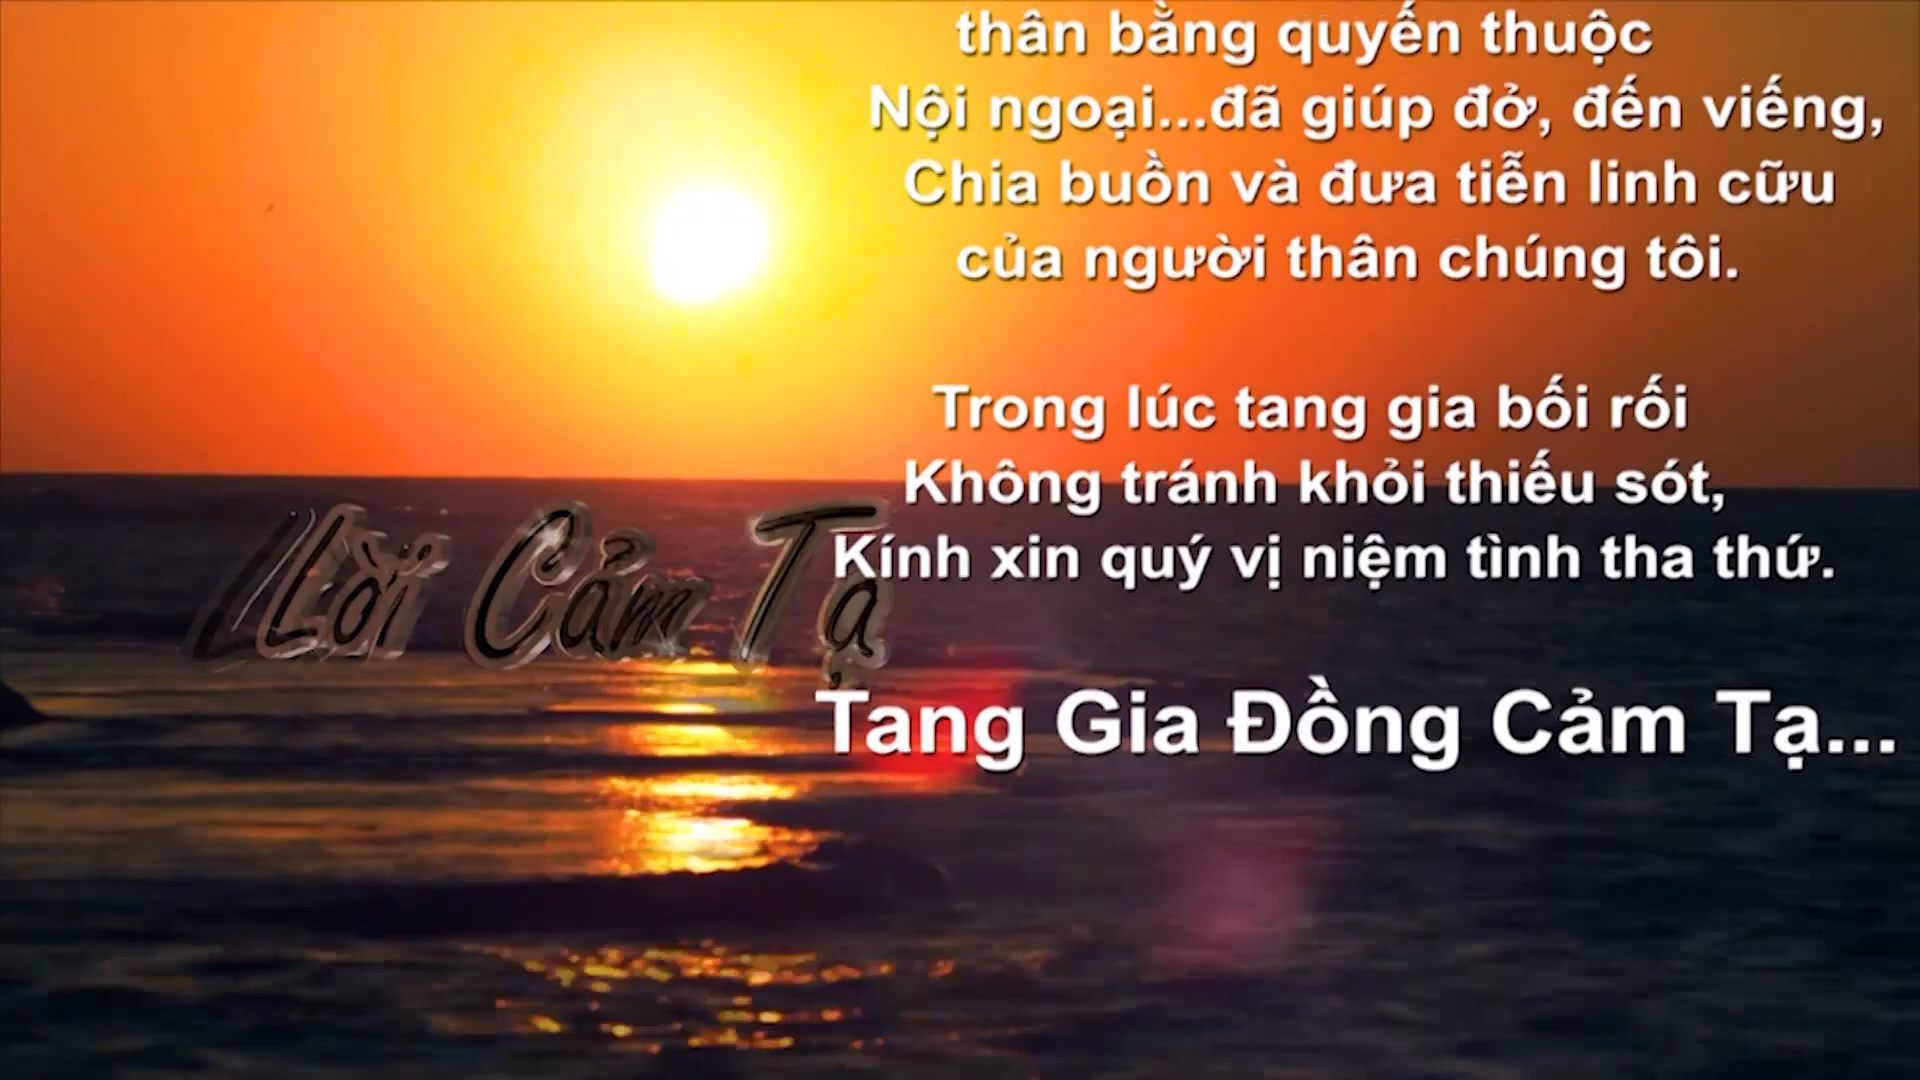 thân bằng quyến thuộc
Nội ngoại...đã giúp đở, đến viếng,
Chia buồn và đưa tiễn linh cữu
của người thân chúng tôi.
Trong lúc tang gia bối rối
Không tránh khỏi thiếu sót,
Kính xin quý vị niệm tình tha thứ.
Lời Cảm Tạ
Tang Gia Đồng Cảm Tạ...